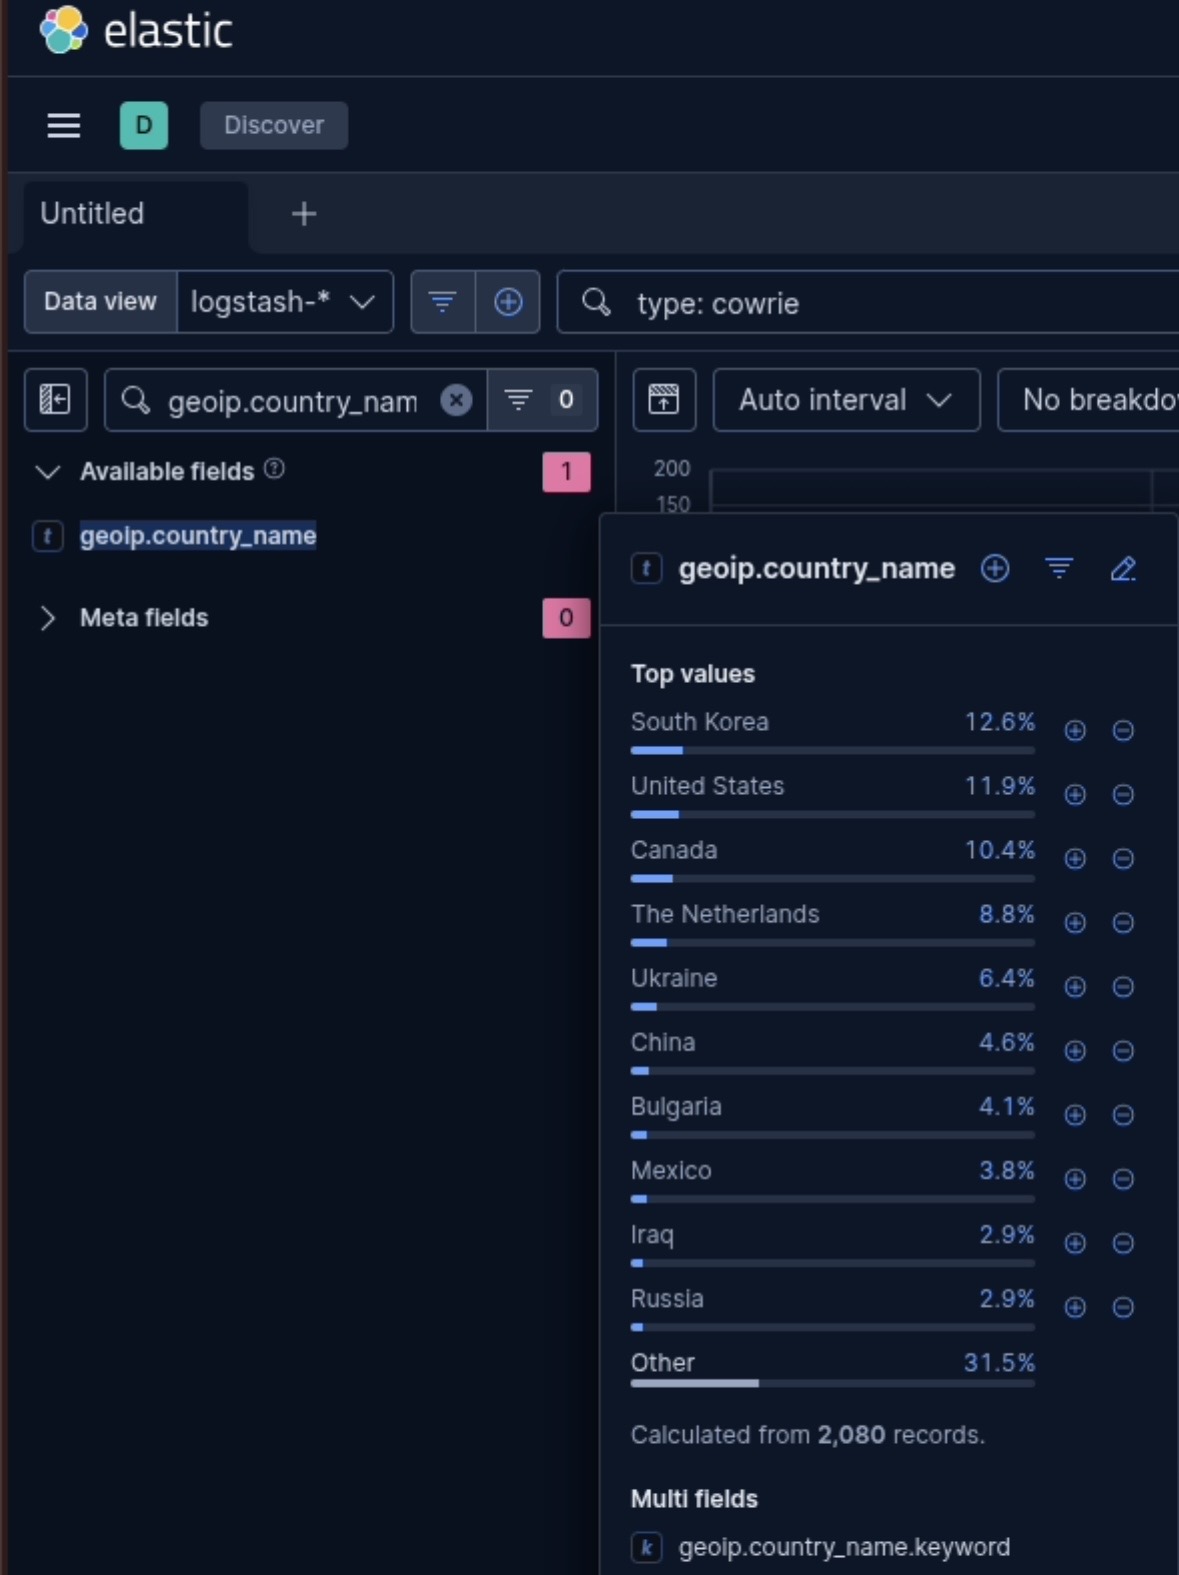 elastic
D Discover
Untitled
Data view logstash-* type: cowrie
geoip.country_nam 0 Auto interval No breakdo
Available fields 1
200
150
t geoip.country_name
Meta fields 0
t geoip.country_name
Top values
South Korea 12.6%
United States 11.9%
Canada 10.4%
The Netherlands 8.8%
Ukraine 6.4%
China 4.6%
Bulgaria 4.1%
Mexico 3.8%
Iraq 2.9%
Russia 2.9%
Other 31.5%
Calculated from 2,080 records.
Multi fields
k geoip.country_name.keyword